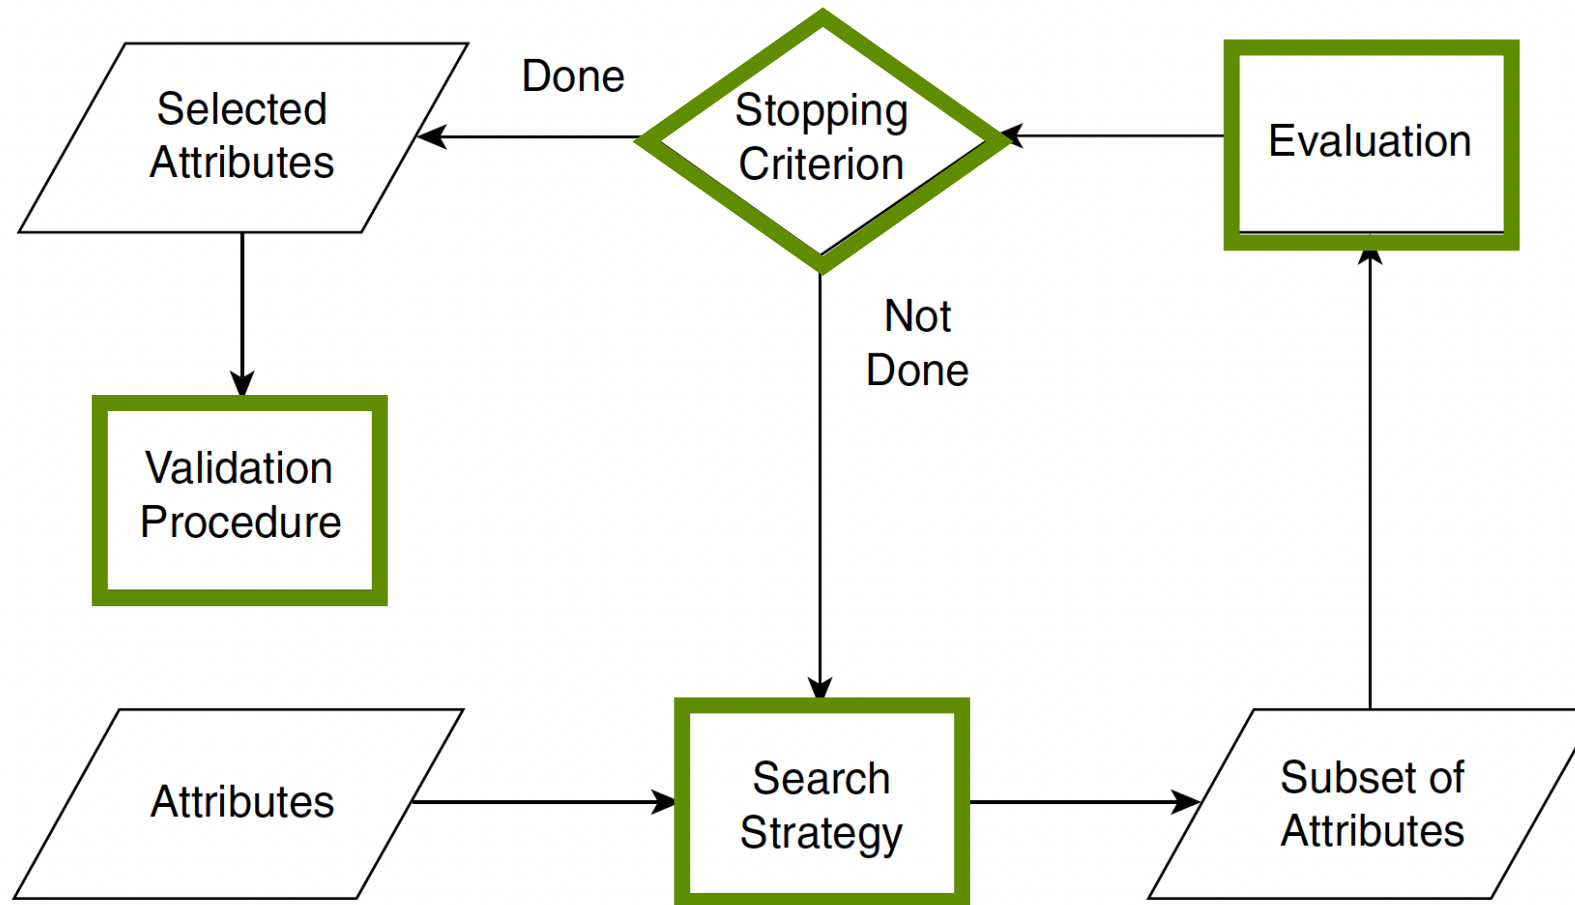 Selected
Attributes
Done
Stopping
Criterion
Evaluation
Not
Done
Validation
Procedure
Attributes
Search
Strategy
Subset of
Attributes